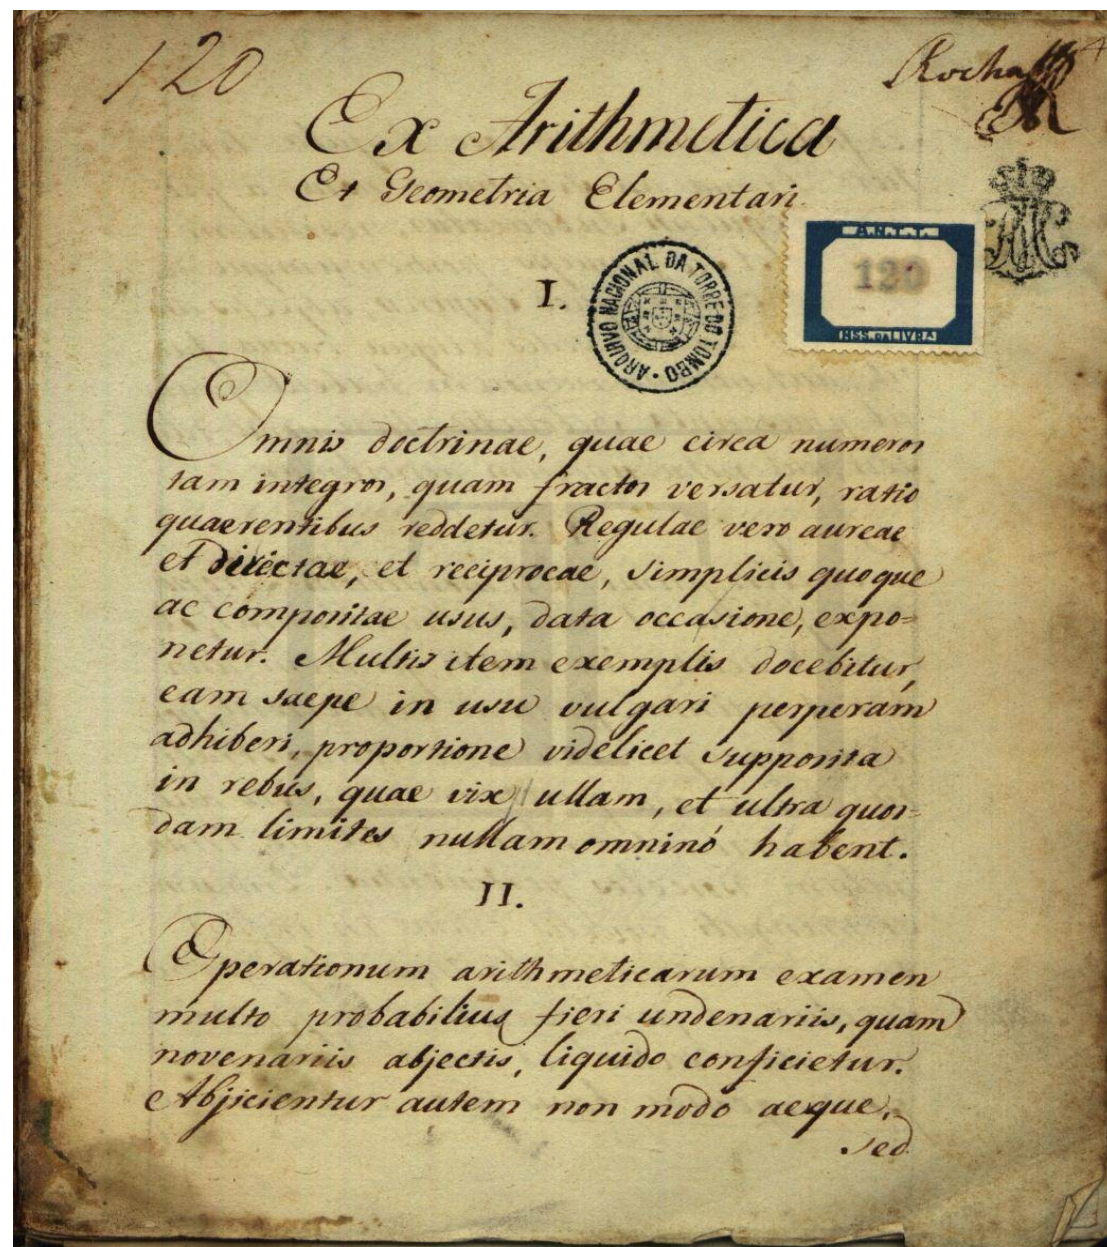 120
Rocha
Ex Arithmetica
Et Geometria Elementari
A.N.T.T.
120
MSS. DA LIVRA
I.
ARQUIVO NACIONAL DA TORRE DO TOMBO
Omnis doctrinae, quae circa numeros
tam integros, quam fractos versatur, ratio
quaerentibus reddetur. Regulae vero aureae
et directae, et reciprocae, simplicis quoque
ac compositae usus, data occasione, expo=
netur. Multis item exemplis docebitur,
eam saepe in usu vulgari perperam
adhiberi, proportione videlicet supposita
in rebus, quae vix ullam, et ultra quos=
dam limites nullam omninó habent.
II.
Operationum arithmeticarum examen
multo probabilius fieri undenariis, quam
novenariis abjectis, liquido conficietur.
Abjicientur autem non modo aeque,
sed